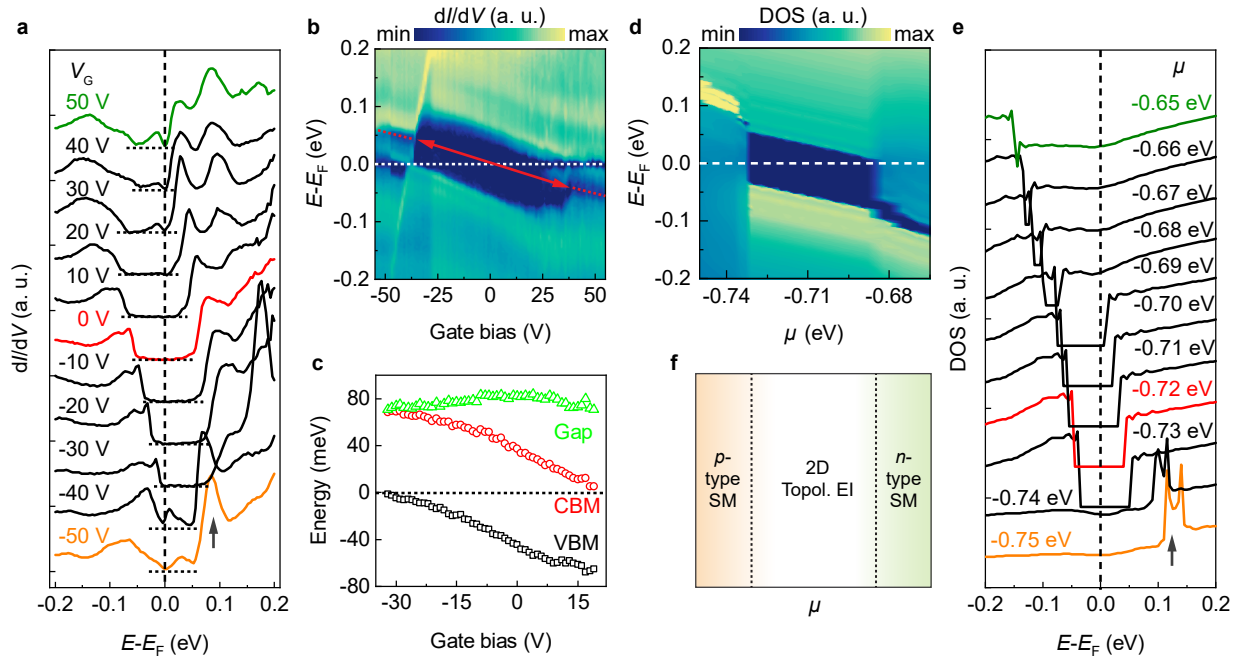 a
V_G
50 V
40 V
30 V
20 V
10 V
0 V
-10 V
-20 V
-30 V
-40 V
-50 V
dI/dV (a. u.)
-0.2 -0.1 0.0 0.1 0.2
E-E_F (eV)
b
dI/dV (a. u.)
min max
0.2
0.1
0.0
-0.1
-0.2
E-E_F (eV)
-50 -25 0 25 50
Gate bias (V)
c
80
40
0
-40
-80
Energy (meV)
Gap
CBM
VBM
-30 -15 0 15
Gate bias (V)
d
DOS (a. u.)
min max
0.2
0.1
0.0
-0.1
-0.2
E-E_F (eV)
-0.74 -0.71 -0.68
μ (eV)
f
p-
type
SM
2D
Topol. EI
n-
type
SM
μ
e
μ
-0.65 eV
-0.66 eV
-0.67 eV
-0.68 eV
-0.69 eV
-0.70 eV
-0.71 eV
-0.72 eV
-0.73 eV
-0.74 eV
-0.75 eV
DOS (a. u.)
-0.2 -0.1 0.0 0.1 0.2
E-E_F (eV)